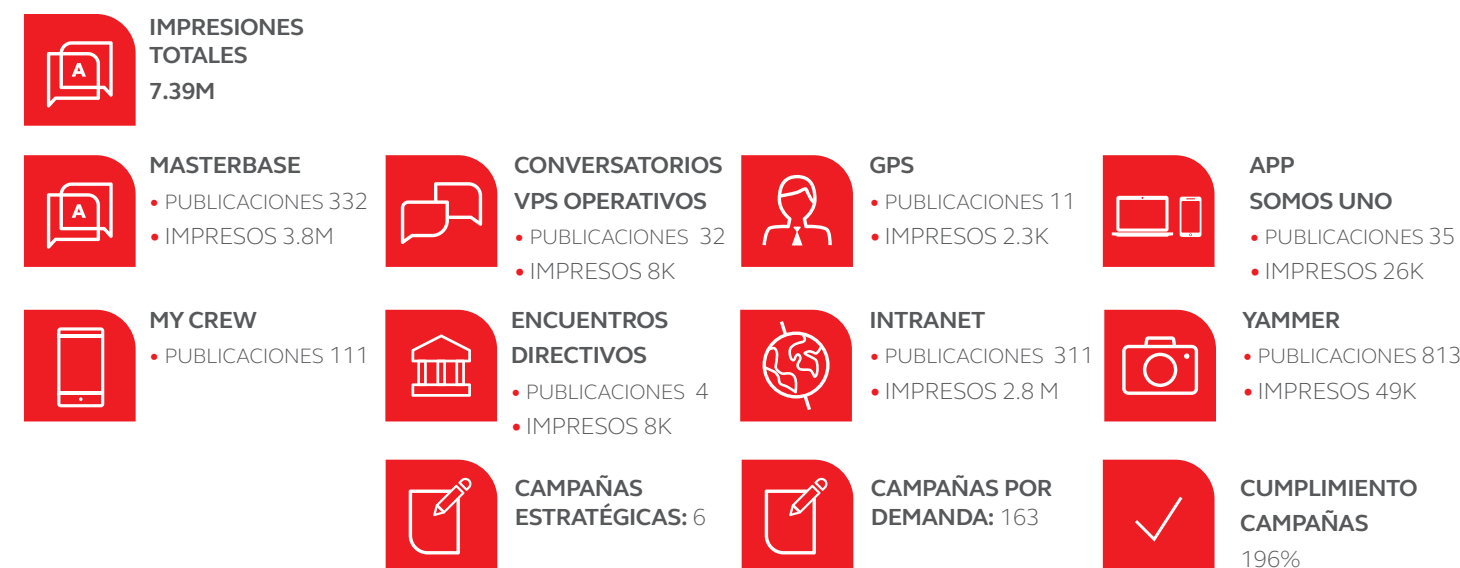 IMPRESIONES
TOTALES
7.39M
A
MASTERBASE
• PUBLICACIONES 332
• IMPRESOS 3.8M
A
CONVERSATORIOS
VPS OPERATIVOS
• PUBLICACIONES 32
• IMPRESOS 8K
GPS
• PUBLICACIONES 11
• IMPRESOS 2.3K
APP
SOMOS UNO
• PUBLICACIONES 35
• IMPRESOS 26K
MY CREW
• PUBLICACIONES 111
ENCUENTROS
DIRECTIVOS
• PUBLICACIONES 4
• IMPRESOS 8K
INTRANET
• PUBLICACIONES 311
• IMPRESOS 2.8 M
YAMMER
• PUBLICACIONES 813
• IMPRESOS 49K
CAMPAÑAS
ESTRATÉGICAS: 6
CAMPAÑAS POR
DEMANDA: 163
CUMPLIMIENTO
CAMPAÑAS
196%